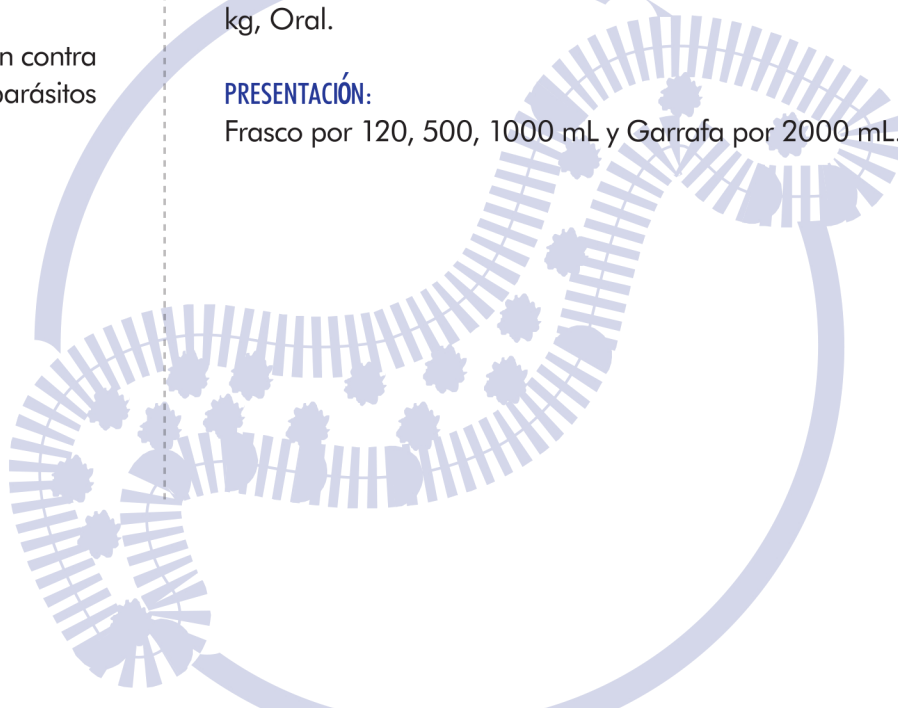 n contra
parásitos
kg, Oral.
PRESENTACIÓN:
Frasco por 120, 500, 1000 mL y Garrafa por 2000 mL.